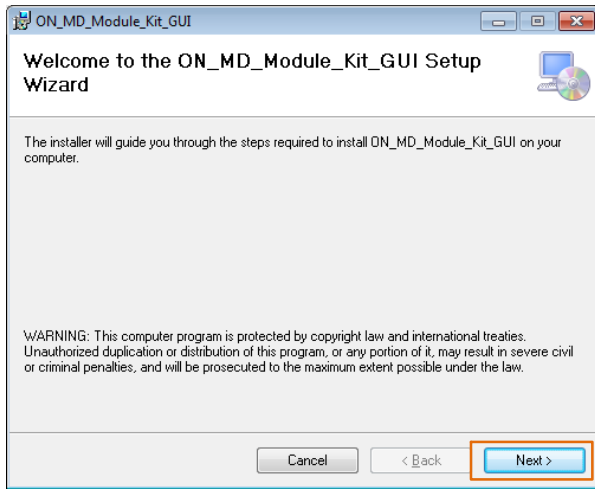 ON_MD_Module_Kit_GUI
Welcome to the ON_MD_Module_Kit_GUI Setup
Wizard
The installer will guide you through the steps required to install ON_MD_Module_Kit_GUI on your
computer.
WARNING: This computer program is protected by copyright law and international treaties.
Unauthorized duplication or distribution of this program, or any portion of it, may result in severe civil
or criminal penalties, and will be prosecuted to the maximum extent possible under the law.
Cancel
< Back
Next >